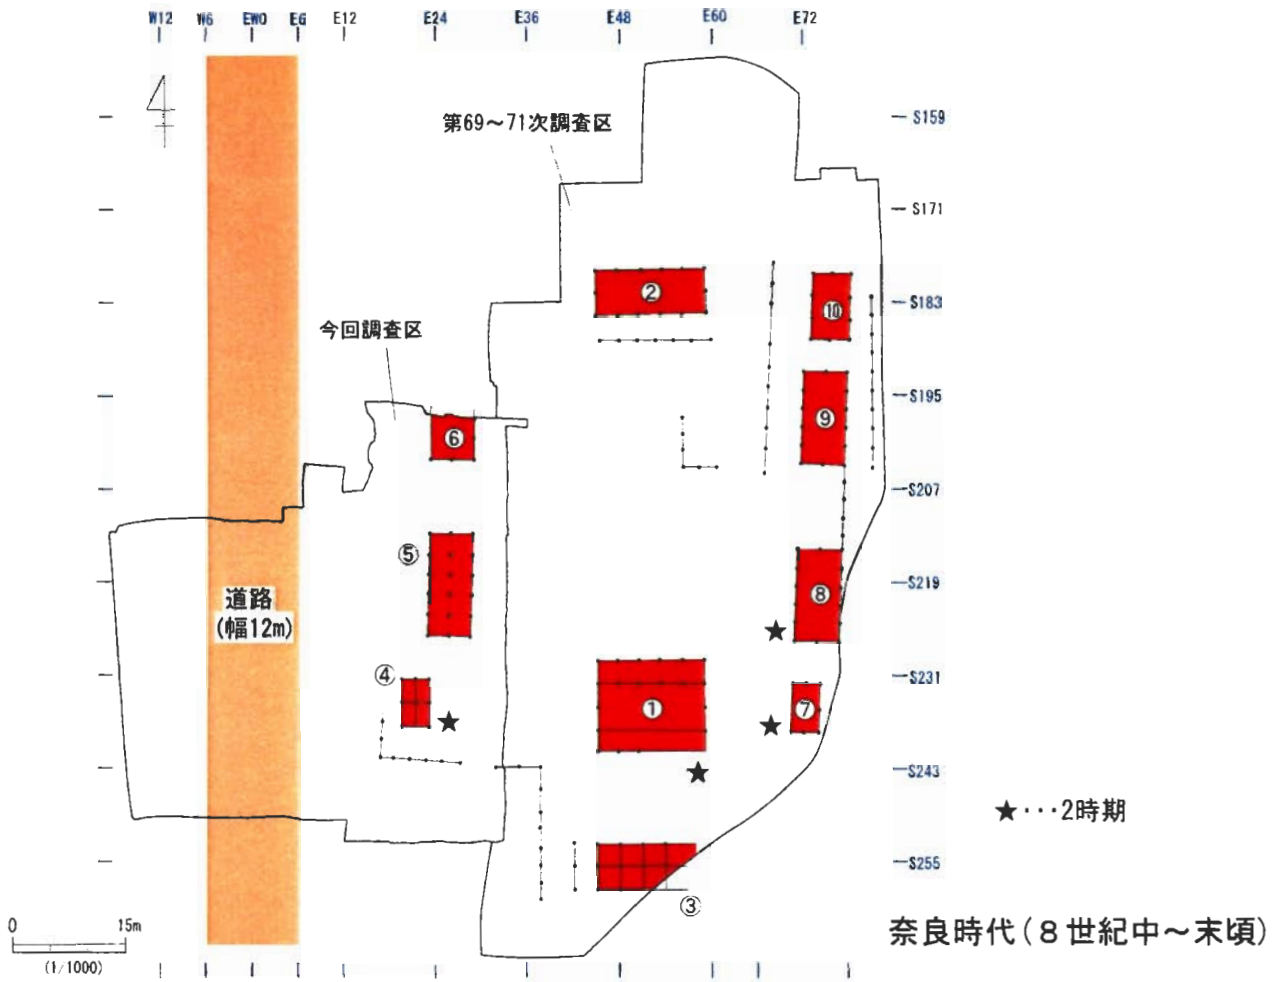 W12 W6 EW0 E6 E12 E24 E36 E48 E60 E72
S159
第69～71次調査区
S171
②
⑩
S183
今回調査区
S195
⑨
⑥
S207
⑤
S219
道路
(幅12m)
⑧
★
④
S231
★
①
⑦
★
★
S243
★･･･2時期
S255
③
0 15m
(1/1000)
奈良時代(８世紀中～末頃)